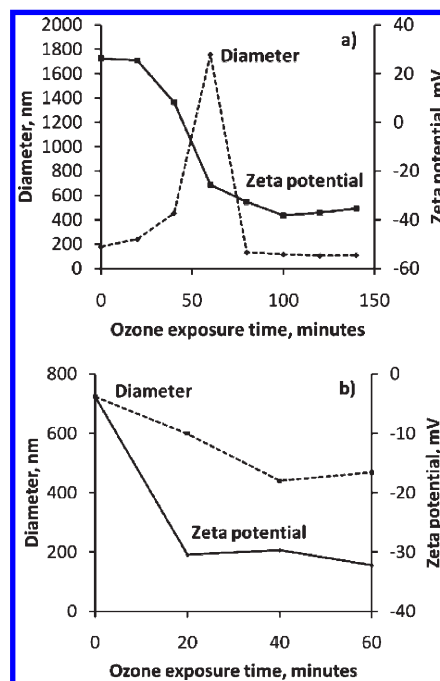 a)
2000
1800
1600
1400
1200
1000
800
600
400
200
0
Diameter, nm
40
20
0
-20
-40
-60
Zeta potential, mV
Diameter
Zeta potential
0 50 100 150
Ozone exposure time, minutes
b)
800
600
400
200
0
Diameter, nm
0
-10
-20
-30
-40
Zeta potential, mV
Diameter
Zeta potential
0 20 40 60
Ozone exposure time, minutes